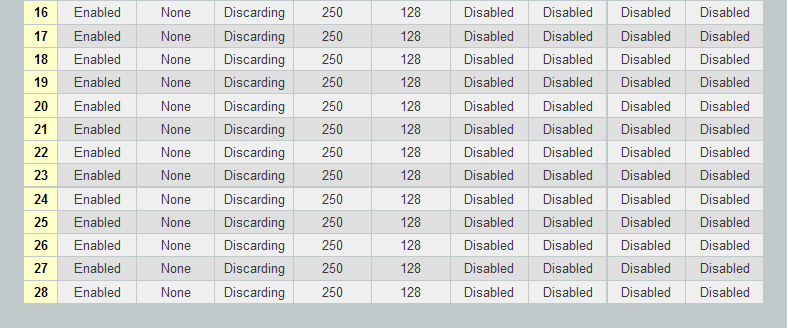 16 Enabled None Discarding 250 128 Disabled Disabled Disabled Disabled
17 Enabled None Discarding 250 128 Disabled Disabled Disabled Disabled
18 Enabled None Discarding 250 128 Disabled Disabled Disabled Disabled
19 Enabled None Discarding 250 128 Disabled Disabled Disabled Disabled
20 Enabled None Discarding 250 128 Disabled Disabled Disabled Disabled
21 Enabled None Discarding 250 128 Disabled Disabled Disabled Disabled
22 Enabled None Discarding 250 128 Disabled Disabled Disabled Disabled
23 Enabled None Discarding 250 128 Disabled Disabled Disabled Disabled
24 Enabled None Discarding 250 128 Disabled Disabled Disabled Disabled
25 Enabled None Discarding 250 128 Disabled Disabled Disabled Disabled
26 Enabled None Discarding 250 128 Disabled Disabled Disabled Disabled
27 Enabled None Discarding 250 128 Disabled Disabled Disabled Disabled
28 Enabled None Discarding 250 128 Disabled Disabled Disabled Disabled